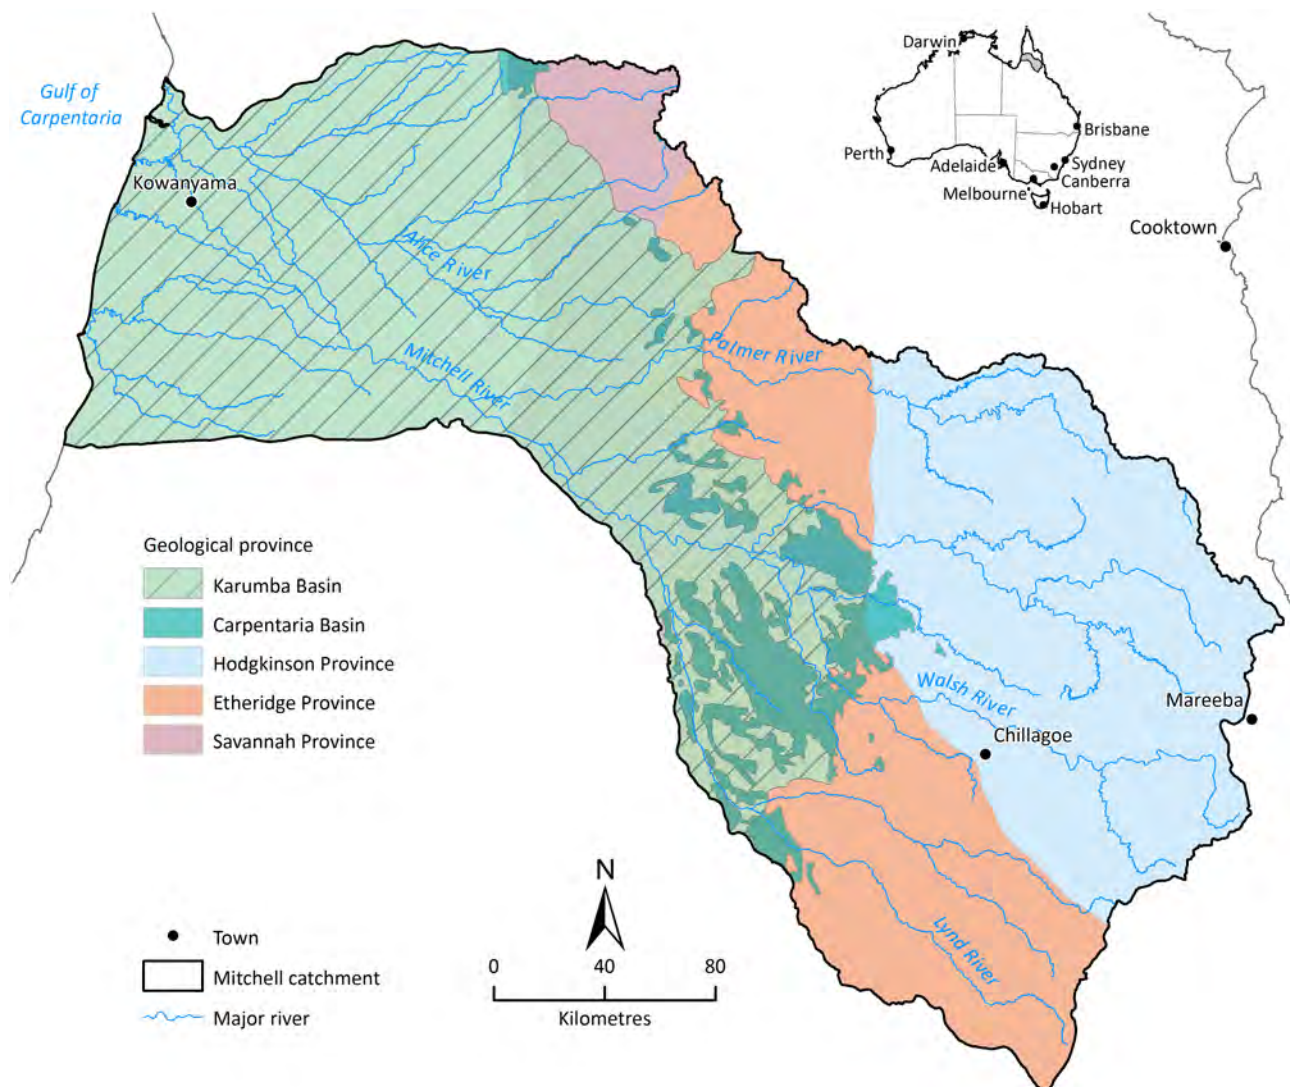 Gulf of
Carpentaria
Kowanyama
Alice River
Mitchell River
Palmer River
Walsh River
Lynd River
Chillagoe
Mareeba
Cooktown
Darwin
Brisbane
Perth
Adelaide
Sydney
Canberra
Melbourne
Hobart
Geological province
Karumba Basin
Carpentaria Basin
Hodgkinson Province
Etheridge Province
Savannah Province
Town
Mitchell catchment
Major river
N
0 40 80
Kilometres